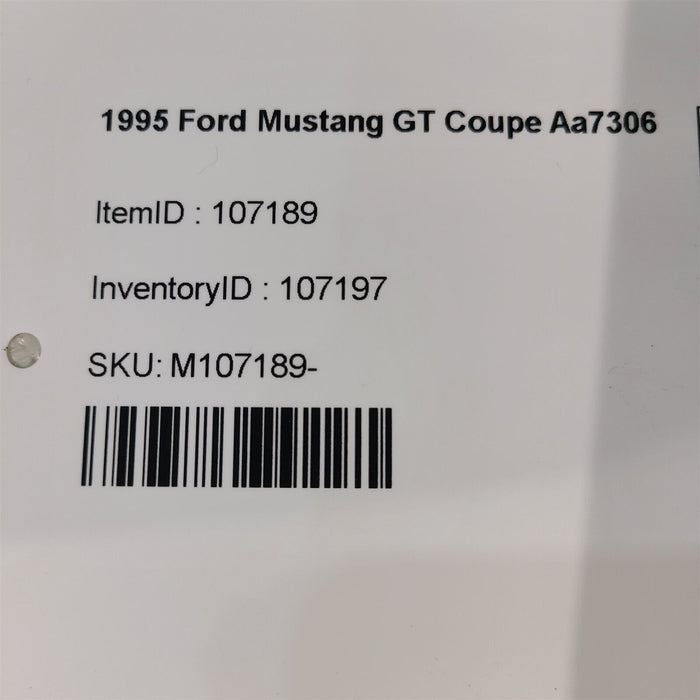 1995 Ford Mustang GT Coupe Aa7306
ItemID : 107189
InventoryID : 107197
SKU: M107189-